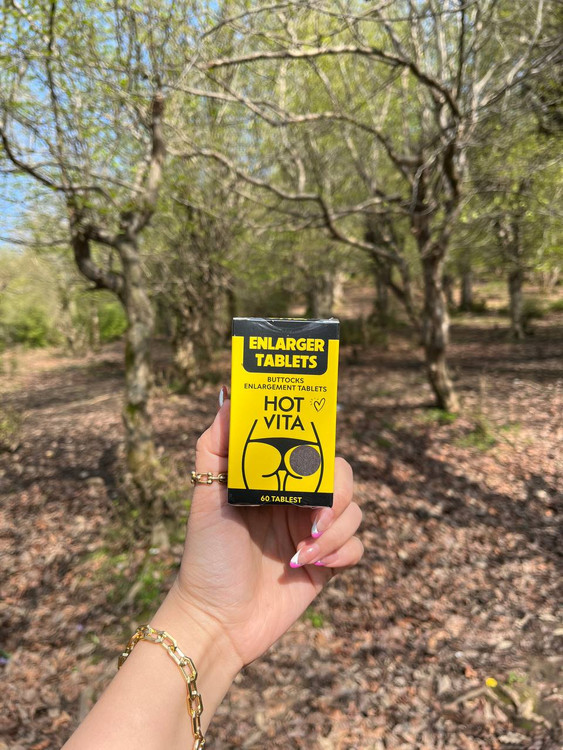 ENLARGER
TABLETS
BUTTOCKS
ENLARGEMENT TABLETS
HOT
VITA
60 TABLEST